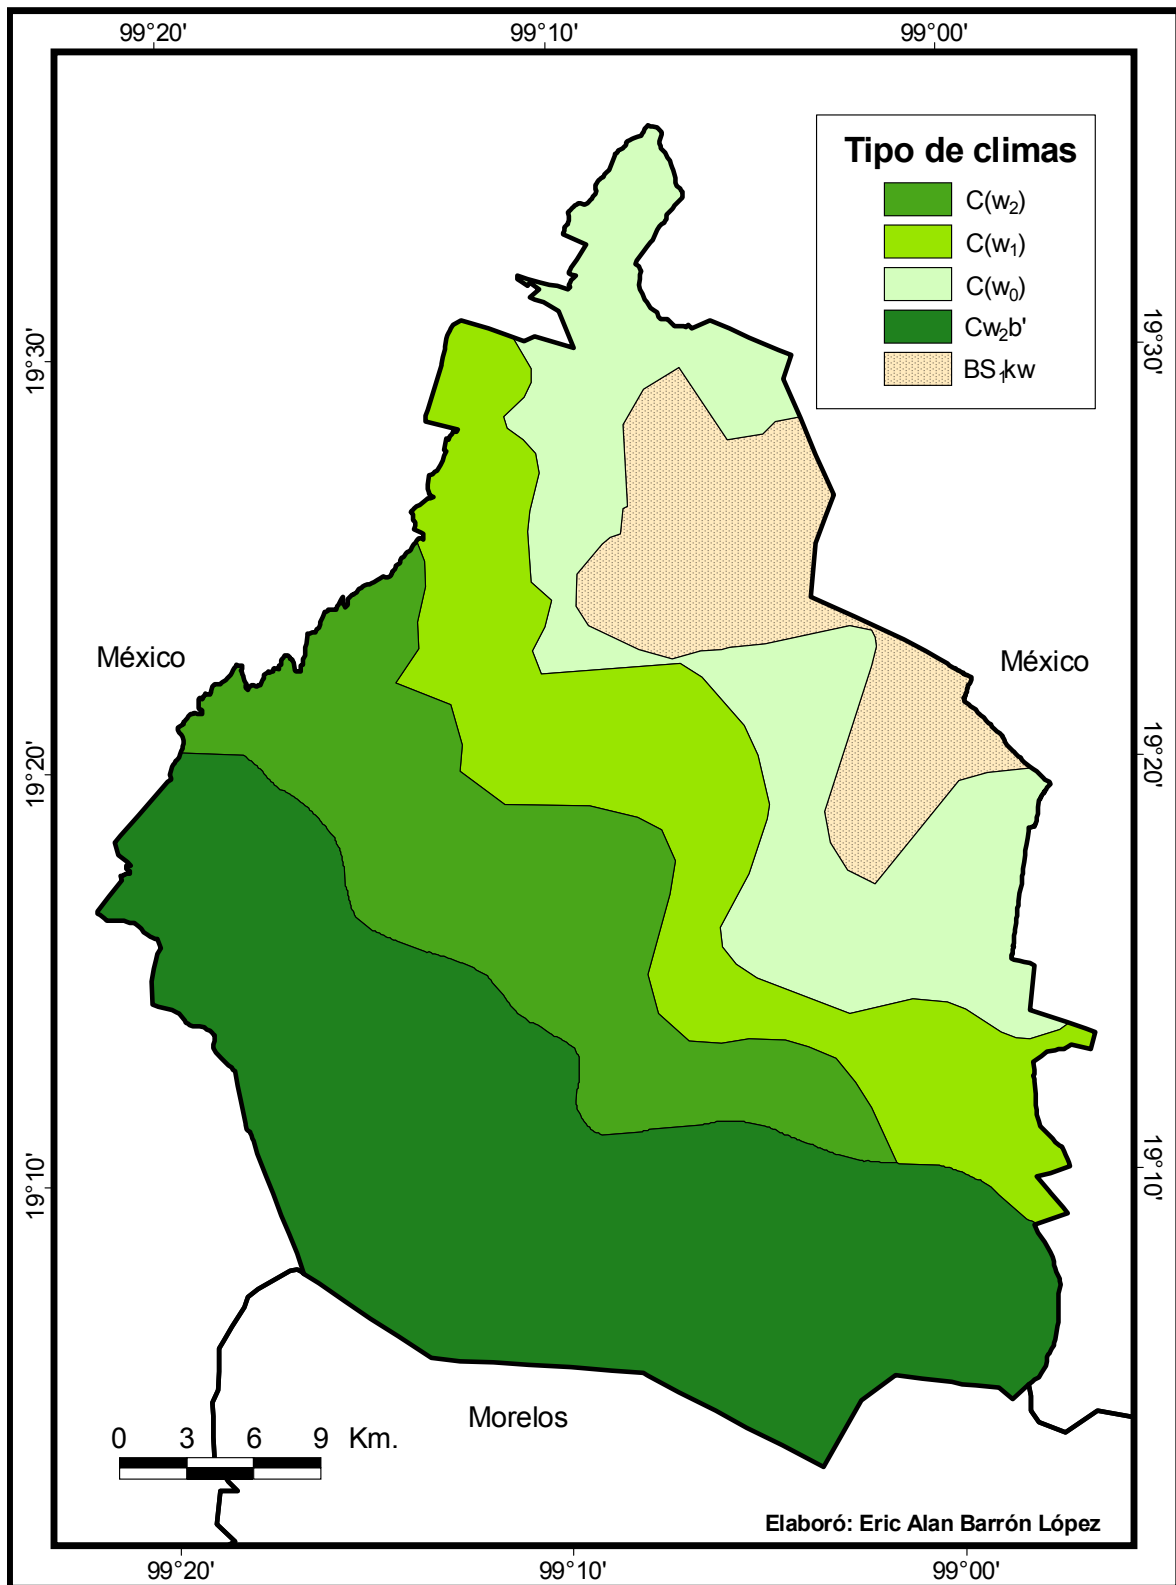 99°20'
99°10'
99°00'
Tipo de climas
C(w₂)
C(w₁)
C(w₀)
Cw₂b'
BS₁kw
19°30'
19°30'
México
México
19°20'
19°20'
19°10'
19°10'
Morelos
0 3 6 9 Km.
Elaboró: Eric Alan Barrón López
99°20'
99°10'
99°00'